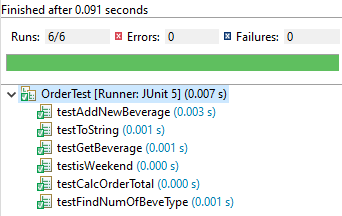 Finished after 0.091 seconds
Runs: 6/6 Errors: 0 Failures: 0
OrderTest [Runner: JUnit 5] (0.007 s)
testAddNewBeverage (0.003 s)
testToString (0.001 s)
testGetBeverage (0.001 s)
testisWeekend (0.000 s)
testCalcOrderTotal (0.000 s)
testFindNumOfBeveType (0.001 s)